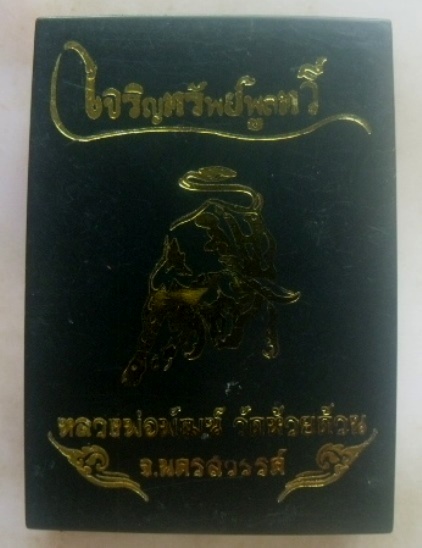 เจริญทรัพย์พูลทวี
หลวงพ่อพัฒน์ วัดห้วยด้วน
จ.นครสวรรค์